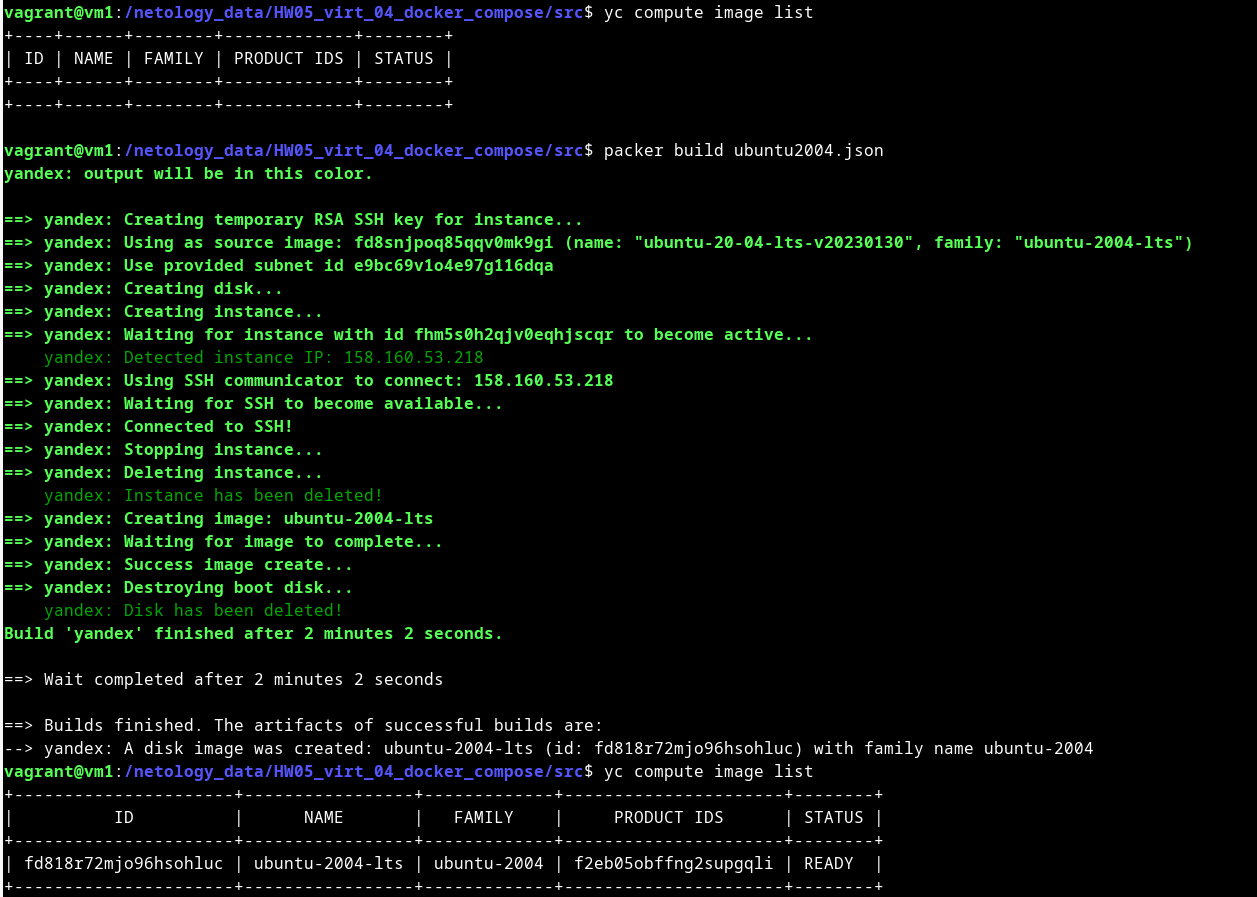 vagrant@vm1:/netology_data/HW05_virt_04_docker_compose/src$ yc compute image list
+----+------+--------+-------------+--------+
| ID | NAME | FAMILY | PRODUCT IDS | STATUS |
+----+------+--------+-------------+--------+
+----+------+--------+-------------+--------+
vagrant@vm1:/netology_data/HW05_virt_04_docker_compose/src$ packer build ubuntu2004.json
yandex: output will be in this color.
==> yandex: Creating temporary RSA SSH key for instance...
==> yandex: Using as source image: fd8snjpoq85qqv0mk9gi (name: "ubuntu-20-04-lts-v20230130", family: "ubuntu-2004-lts")
==> yandex: Use provided subnet id e9bc69v1o4e97g116dqa
==> yandex: Creating disk...
==> yandex: Creating instance...
==> yandex: Waiting for instance with id fhm5s0h2qjv0eqhjscqr to become active...
    yandex: Detected instance IP: 158.160.53.218
==> yandex: Using SSH communicator to connect: 158.160.53.218
==> yandex: Waiting for SSH to become available...
==> yandex: Connected to SSH!
==> yandex: Stopping instance...
==> yandex: Deleting instance...
    yandex: Instance has been deleted!
==> yandex: Creating image: ubuntu-2004-lts
==> yandex: Waiting for image to complete...
==> yandex: Success image create...
==> yandex: Destroying boot disk...
    yandex: Disk has been deleted!
Build 'yandex' finished after 2 minutes 2 seconds.
==> Wait completed after 2 minutes 2 seconds
==> Builds finished. The artifacts of successful builds are:
--> yandex: A disk image was created: ubuntu-2004-lts (id: fd818r72mjo96hsohluc) with family name ubuntu-2004
vagrant@vm1:/netology_data/HW05_virt_04_docker_compose/src$ yc compute image list
+----------------------+-----------------+-------------+----------------------+--------+
|          ID          |      NAME       |   FAMILY    |     PRODUCT IDS      | STATUS |
+----------------------+-----------------+-------------+----------------------+--------+
| fd818r72mjo96hsohluc | ubuntu-2004-lts | ubuntu-2004 | f2eb05obffng2supgqli | READY  |
+----------------------+-----------------+-------------+----------------------+--------+